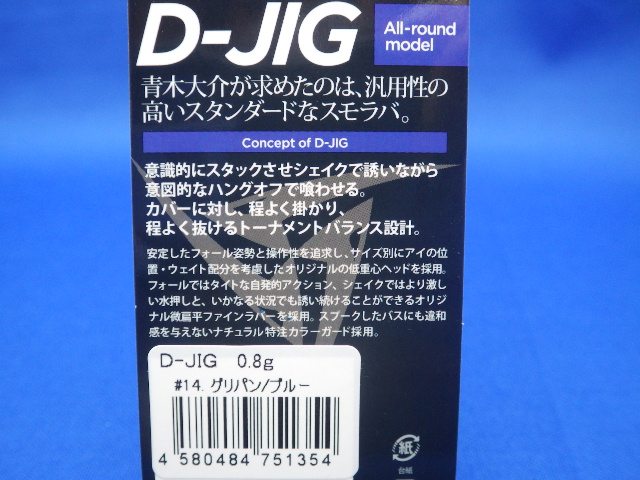 D-JIG
All-round
model
青木大介が求めたのは、汎用性の
高いスタンダードなスモラバ。
Concept of D-JIG
意識的にスタックさせシェイクで誘いながら
意図的なハングオフで喰わせる。
カバーに対し、程よく掛かり、
程よく抜けるトーナメントバランス設計。
安定したフォール姿勢と操作性を追求し、サイズ別にアイの位
置・ウェイト配分を考慮したオリジナルの低重心ヘッドを採用。
フォールではタイトな自発的アクション、シェイクではより激し
い水押しと、いかなる状況でも誘い続けることができるオリジ
ナル微扁平ファインラバーを採用。スプークしたバスにも違和
感を与えないナチュラル特注カラーガード採用。
D-JIG 0.8g
#14. グリパン/ブルー
4 580484 751354
紙
台紙